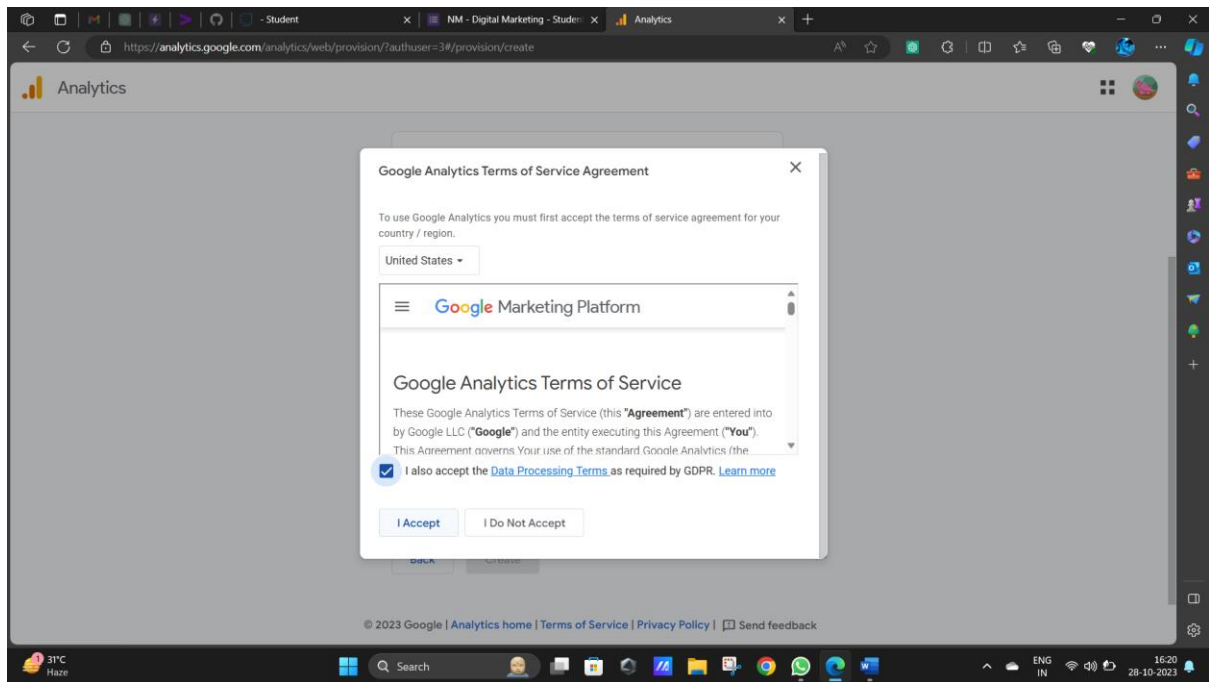 - Student
NM - Digital Marketing - Studen
Analytics
https://analytics.google.com/analytics/web/provision/?authuser=3#/provision/create
Analytics
Google Analytics Terms of Service Agreement
To use Google Analytics you must first accept the terms of service agreement for your
country / region.
United States
Google Marketing Platform
Google Analytics Terms of Service
These Google Analytics Terms of Service (this "Agreement") are entered into
by Google LLC ("Google") and the entity executing this Agreement ("You").
This Agreement governs Your use of the standard Google Analytics (the
I also accept the Data Processing Terms as required by GDPR. Learn more
I Accept
I Do Not Accept
Back
Create
© 2023 Google | Analytics home | Terms of Service | Privacy Policy | Send feedback
1
31°C
Haze
Search
ENG
IN
16:20
28-10-2023